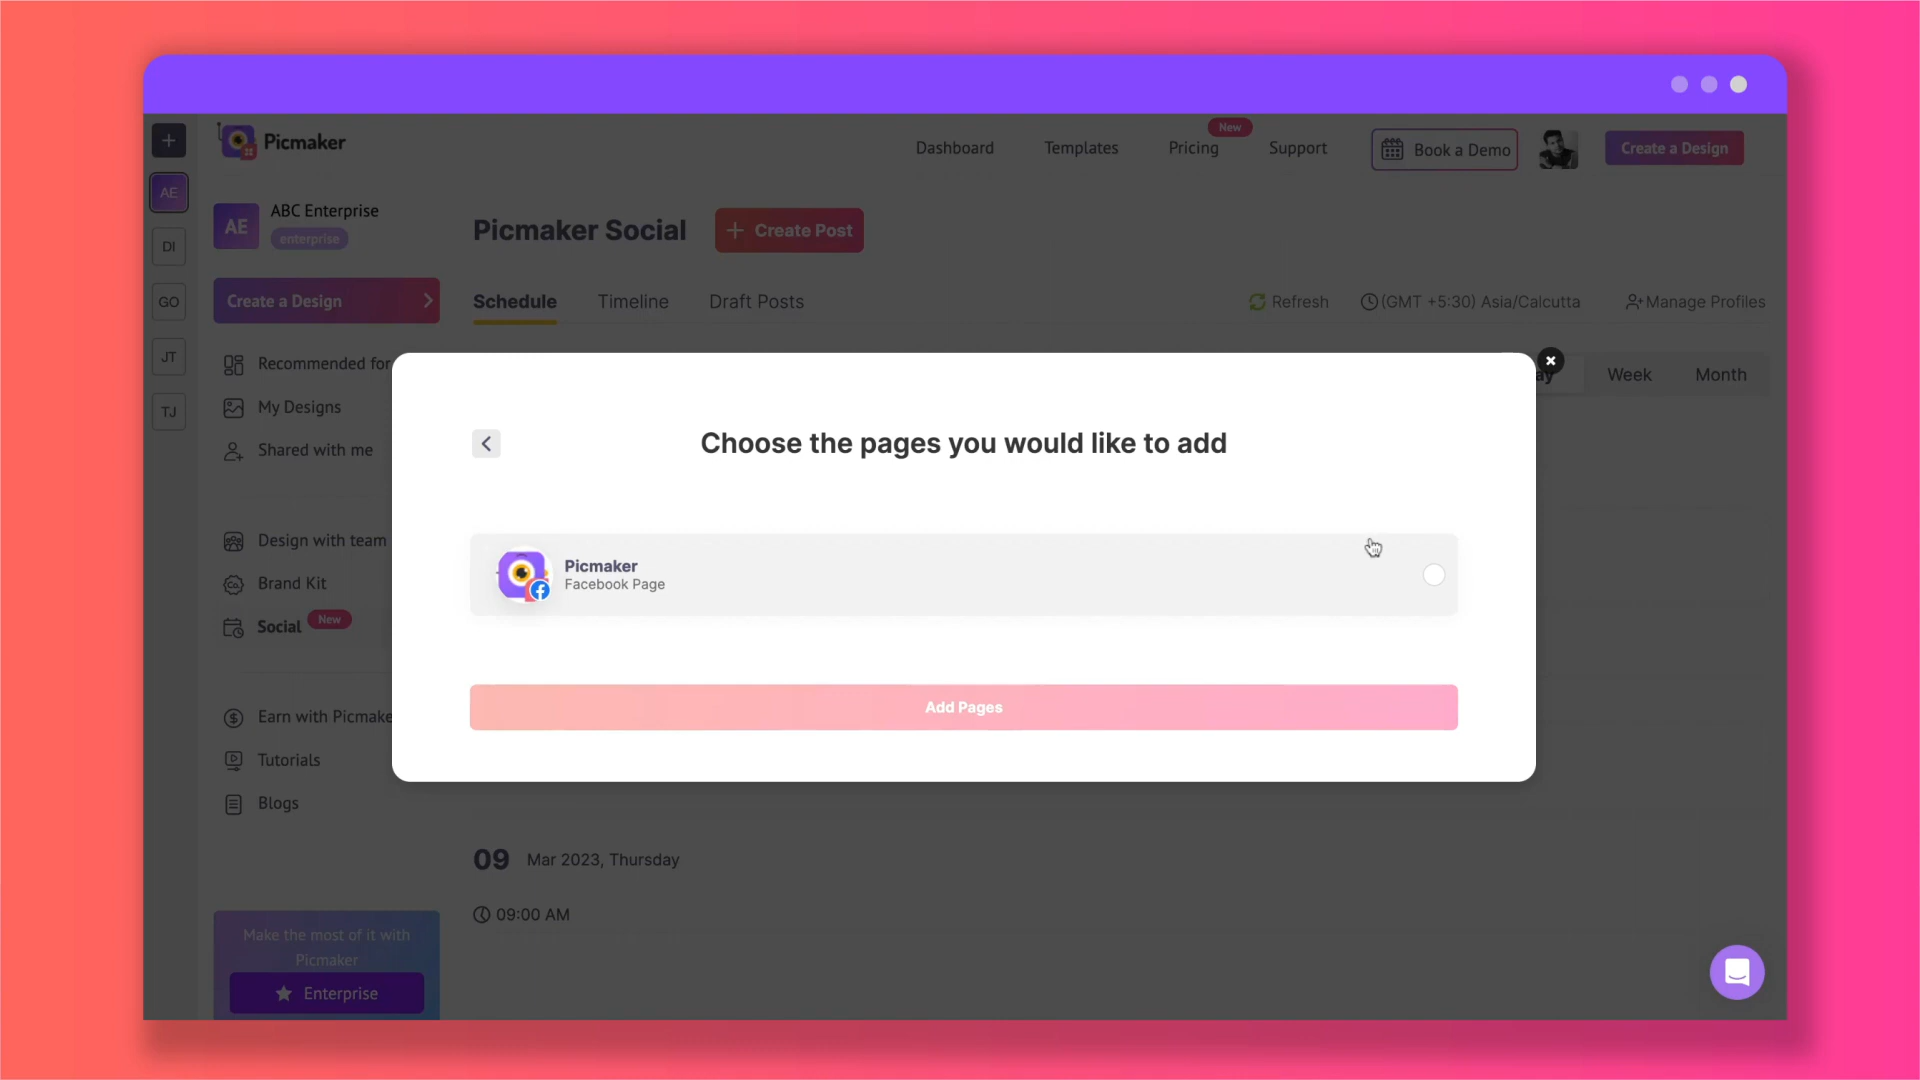 Picmaker
Dashboard
Templates
Pricing
New
Support
Book a Demo
Create a Design
+
AE
DI
GO
JT
TJ
AE
ABC Enterprise
enterprise
Create a Design
Recommended for
My Designs
Shared with me
Design with team
Brand Kit
Social
New
Earn with Picmake
Tutorials
Blogs
Make the most of it with
Picmaker
Enterprise
Picmaker Social
+ Create Post
Schedule
Timeline
Draft Posts
Refresh
(GMT +5:30) Asia/Calcutta
Manage Profiles
ay
Week
Month
Choose the pages you would like to add
Picmaker
Facebook Page
Add Pages
09 Mar 2023, Thursday
09:00 AM